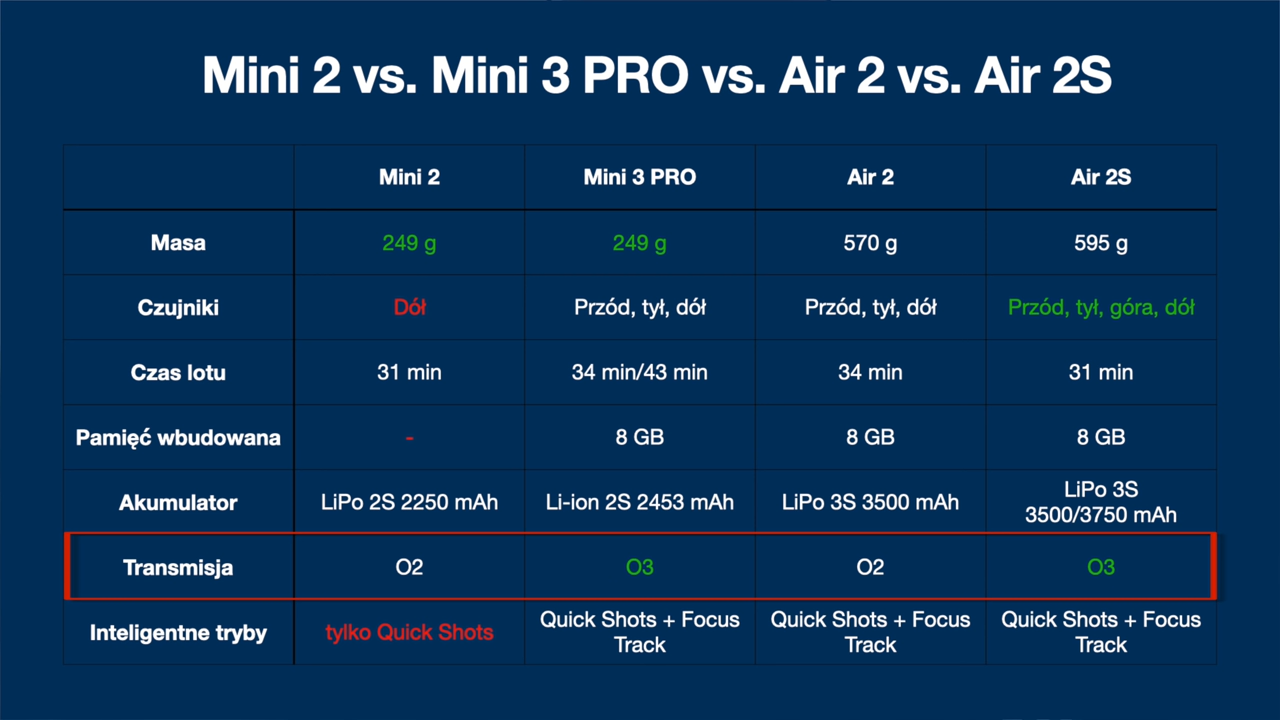 Mini 2 vs. Mini 3 PRO vs. Air 2 vs. Air 2S
Mini 2 Mini 3 PRO Air 2 Air 2S
Masa 249 g 249 g 570 g 595 g
Czujniki Dół Przód, tył, dół Przód, tył, dół Przód, tył, góra, dół
Czas lotu 31 min 34 min/43 min 34 min 31 min
Pamięć wbudowana - 8 GB 8 GB 8 GB
Akumulator LiPo 2S 2250 mAh Li-ion 2S 2453 mAh LiPo 3S 3500 mAh LiPo 3S
3500/3750 mAh
Transmisja O2 O3 O2 O3
Inteligentne tryby tylko Quick Shots Quick Shots + Focus Quick Shots + Focus Quick Shots + Focus
Track Track Track